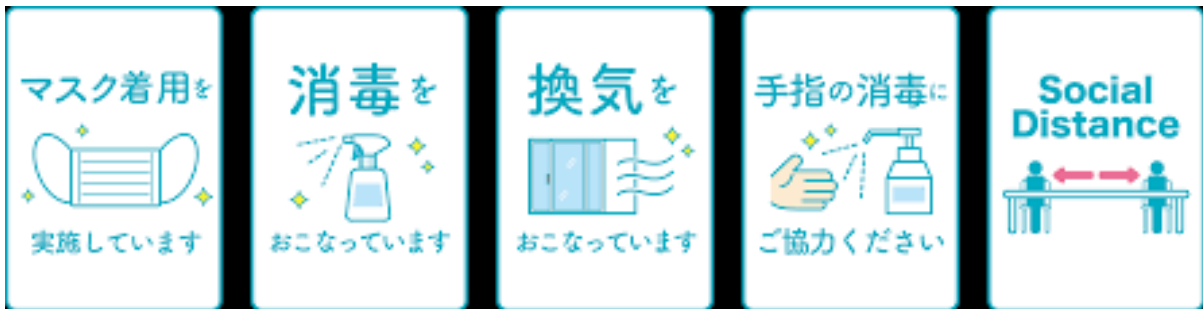 マスク着用を
実施しています
消毒を
おこなっています
換気を
おこなっています
手指の消毒に
ご協力ください
Social
Distance